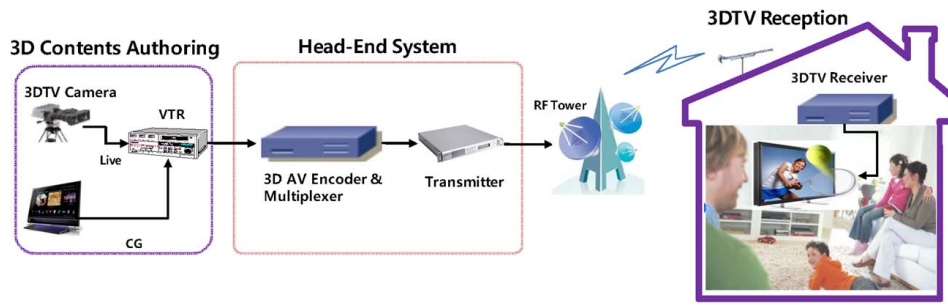 3D Contents Authoring
3DTV Camera
VTR
Live
CG
Head-End System
3D AV Encoder &
Multiplexer
Transmitter
RF Tower
3DTV Reception
3DTV Receiver